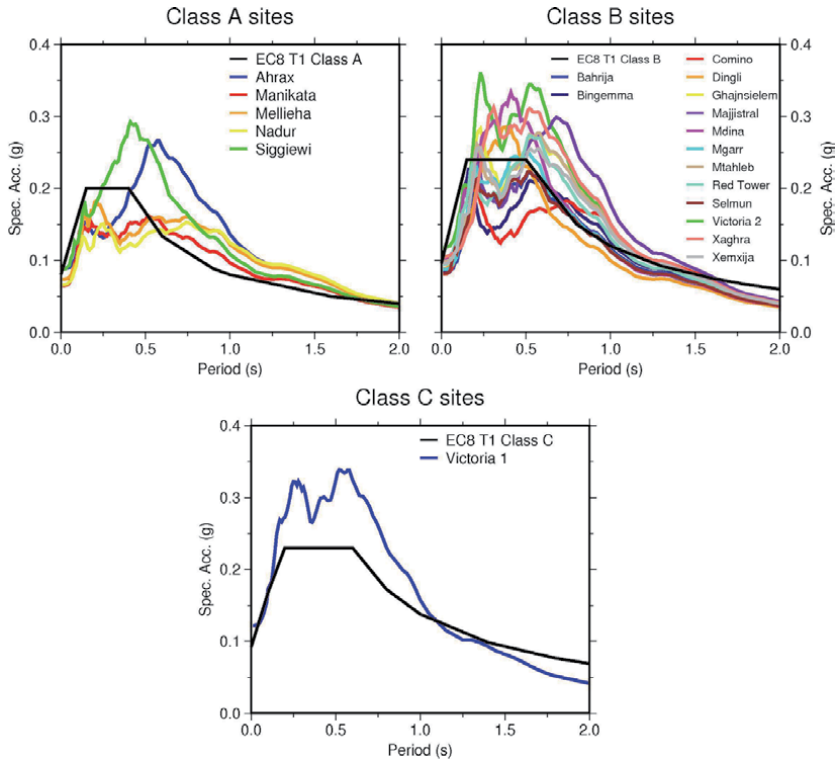 Class A sites
Class B sites
0.4
0.3
0.2
0.1
0.0
Spec. Acc. (g)
EC8 T1 Class A
Ahrax
Manikata
Mellieha
Nadur
Siggiewi
0.0 0.5 1.0 1.5 2.0
Period (s)
EC8 T1 Class B
Bahrija
Bingemma
Comino
Dingli
Ghajnsielem
Majjistral
Mdina
Mgarr
Mtahleb
Red Tower
Selmun
Victoria 2
Xaghra
Xemxija
0.4
0.3
0.2
0.1
0.0
Spec. Acc. (g)
0.0 0.5 1.0 1.5 2.0
Period (s)
Class C sites
0.4
0.3
0.2
0.1
0.0
Spec. Acc. (g)
EC8 T1 Class C
Victoria 1
0.0 0.5 1.0 1.5 2.0
Period (s)